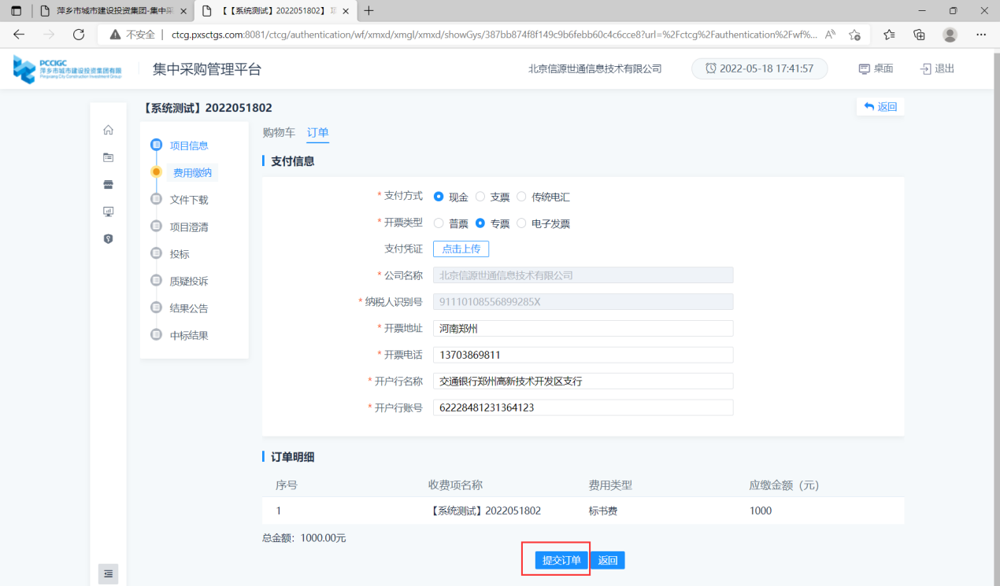 萍乡市城市建设投资集团-集中采
【【系统测试】2022051802】 项
不安全 | ctcg.pxsctgs.com:8081/ctcg/authentication/wf/xmxd/xmgl/xmxd/showGys/387bb874f8f149c9b6febb60c4c6cce8?url=%2Fctcg%2Fauthentication%2Fwf%...
PCCIGC
萍乡市城市建设投资集团有限
Pingxiang City Construction Investment Group
集中采购管理平台
北京信源世通信息技术有限公司
2022-05-18 17:41:57
桌面
退出
【系统测试】2022051802
返回
项目信息
费用缴纳
文件下载
项目澄清
投标
质疑投诉
结果公告
中标结果
购物车 订单
支付信息
* 支付方式 现金 支票 传统电汇
* 开票类型 普票 专票 电子发票
支付凭证 点击上传
* 公司名称 北京信源世通信息技术有限公司
* 纳税人识别号 91110108556899285X
* 开票地址 河南郑州
* 开票电话 13703869811
* 开户行名称 交通银行郑州高新技术开发区支行
* 开户行账号 62228481231364123
订单明细
序号 收费项名称 费用类型 应缴金额（元）
1 【系统测试】2022051802 标书费 1000
总金额：1000.00元
提交订单 返回